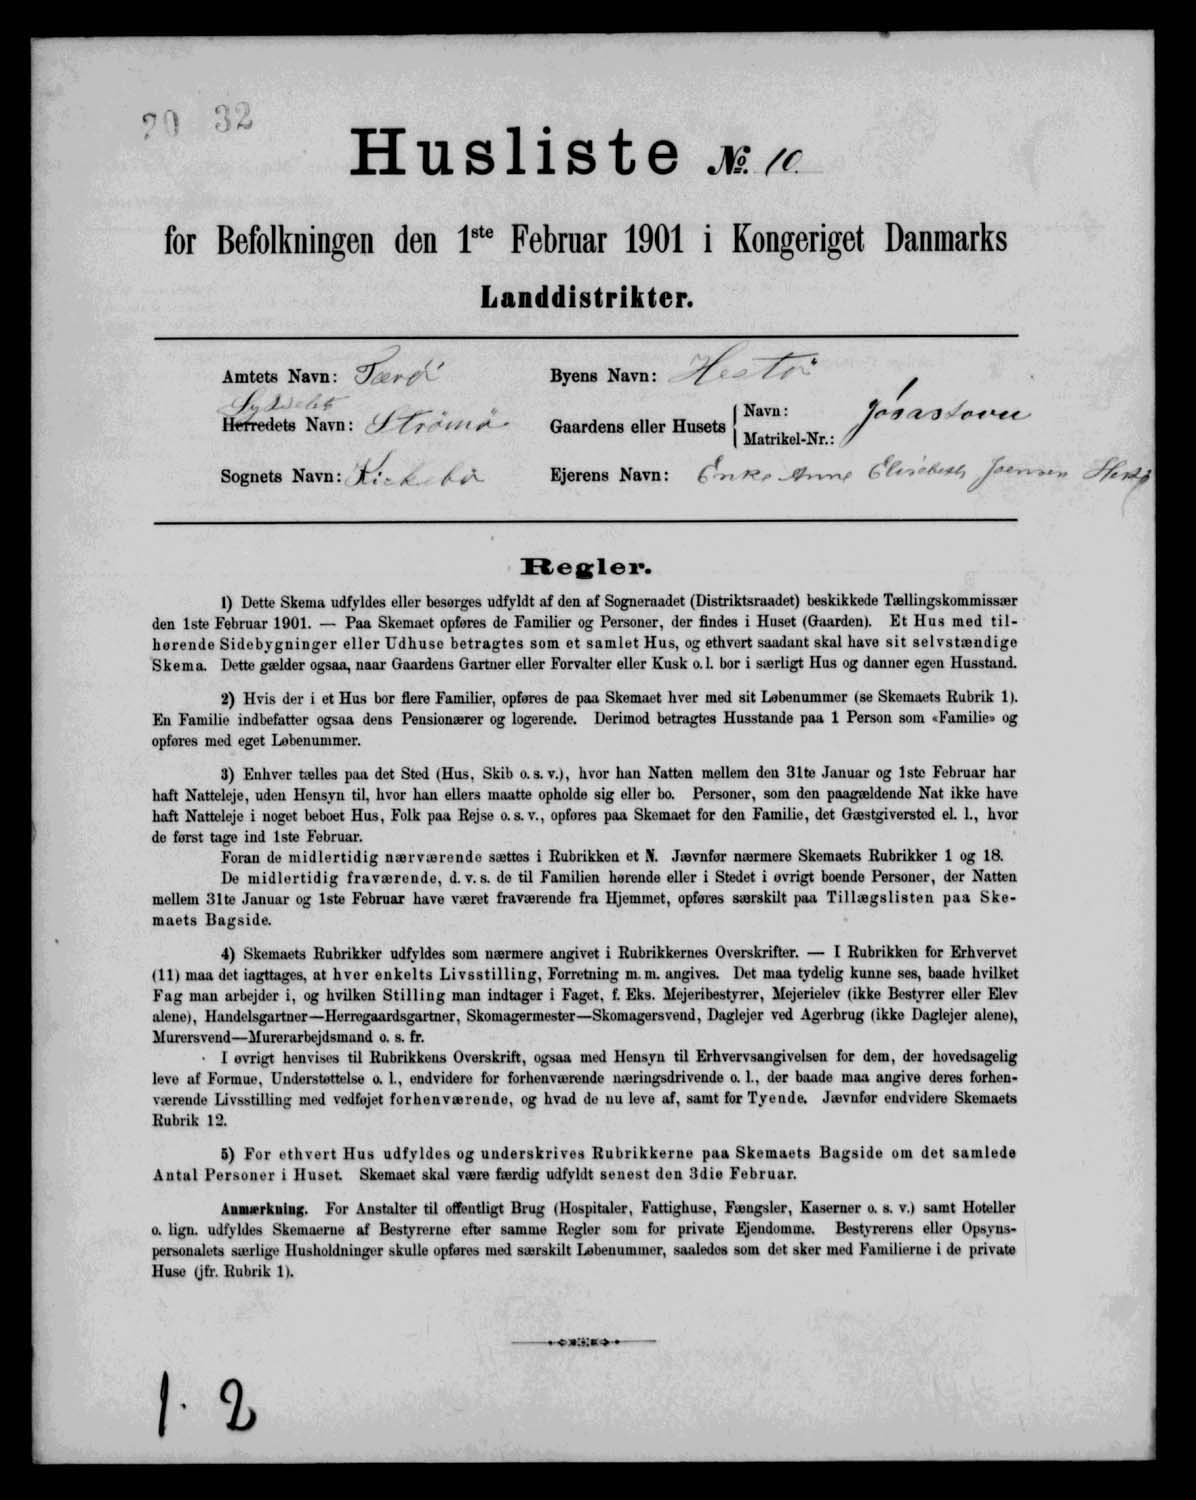 20 32
Husliste No. 10.
for Befolkningen den 1ste Februar 1901 i Kongeriget Danmarks
Landdistrikter.
Amtets Navn: Færö
Byens Navn: Hestö
Sysselet
Herredets Navn: Strömö
Gaardens eller Husets
Navn: Jósastovu
Matrikel-Nr.:
Sognets Navn: Kirkebö
Ejerens Navn: Enke Anne Elisabeth Joensen Hestö
Regler.
1) Dette Skema udfyldes eller besørges udfyldt af den af Sogneraadet (Distriktsraadet) beskikkede Tællingskommissær
den 1ste Februar 1901. — Paa Skemaet opføres de Familier og Personer, der findes i Huset (Gaarden). Et Hus med til-
hørende Sidebygninger eller Udhuse betragtes som et samlet Hus, og ethvert saadant skal have sit selvstændige
Skema. Dette gælder ogsaa, naar Gaardens Gartner eller Forvalter eller Kusk o. l. bor i særligt Hus og danner egen Husstand.
2) Hvis der i et Hus bor flere Familier, opføres de paa Skemaet hver med sit Løbenummer (se Skemaets Rubrik 1).
En Familie indbefatter ogsaa dens Pensionærer og logerende. Derimod betragtes Husstande paa 1 Person som «Familie» og
opføres med eget Løbenummer.
3) Enhver tælles paa det Sted (Hus, Skib o. s. v.), hvor han Natten mellem den 31te Januar og 1ste Februar har
haft Natteleje, uden Hensyn til, hvor han ellers maatte opholde sig eller bo. Personer, som den paagældende Nat ikke have
haft Natteleje i noget beboet Hus, Folk paa Rejse o. s. v., opføres paa Skemaet for den Familie, det Gæstgiversted el. l., hvor
de først tage ind 1ste Februar.
Foran de midlertidig nærværende sættes i Rubrikken et N. Jævnfør nærmere Skemaets Rubrikker 1 og 18.
De midlertidig fraværende, d. v. s. de til Familien hørende eller i Stedet i øvrigt boende Personer, der Natten
mellem 31te Januar og 1ste Februar have været fraværende fra Hjemmet, opføres særskilt paa Tillægslisten paa Ske-
maets Bagside.
4) Skemaets Rubrikker udfyldes som nærmere angivet i Rubrikkernes Overskrifter. — I Rubrikken for Erhvervet
(11) maa det iagttages, at hver enkelts Livsstilling, Forretning m. m. angives. Det maa tydelig kunne ses, baade hvilket
Fag man arbejder i, og hvilken Stilling man indtager i Faget, f. Eks. Mejeribestyrer, Mejerielev (ikke Bestyrer eller Elev
alene), Handelsgartner—Herregaardsgartner, Skomagermester—Skomagersvend, Daglejer ved Agerbrug (ikke Daglejer alene),
Murersvend—Murerarbejdsmand o. s. fr.
I øvrigt henvises til Rubrikkens Overskrift, ogsaa med Hensyn til Erhvervsangivelsen for dem, der hovedsagelig
leve af Formue, Understøttelse o. l., endvidere for forhenværende næringsdrivende o. l., der baade maa angive deres forhen-
værende Livsstilling med vedføjet forhenværende, og hvad de nu leve af, samt for Tyende. Jævnfør endvidere Skemaets
Rubrik 12.
5) For ethvert Hus udfyldes og underskrives Rubrikkerne paa Skemaets Bagside om det samlede
Antal Personer i Huset. Skemaet skal være færdig udfyldt senest den 3die Februar.
Anmærkning. For Anstalter til offentligt Brug (Hospitaler, Fattighuse, Fængsler, Kaserner o. s. v.) samt Hoteller
o. lign. udfyldes Skemaerne af Bestyrerne efter samme Regler som for private Ejendomme. Bestyrerens eller Opsyns-
personalets særlige Husholdninger skulle opføres med særskilt Løbenummer, saaledes som det sker med Familierne i de private
Huse (jfr. Rubrik 1).
1. 2